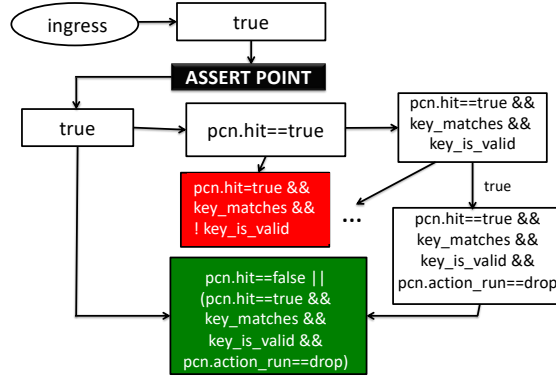 ingress
true
ASSERT POINT
true
pcn.hit==true
pcn.hit==true &&
key_matches &&
key_is_valid
pcn.hit=true &&
key_matches &&
! key_is_valid
...
true
pcn.hit==true &&
key_matches &&
key_is_valid &&
pcn.action_run==drop
pcn.hit==false ||
(pcn.hit==true &&
key_matches &&
key_is_valid &&
pcn.action_run==drop)